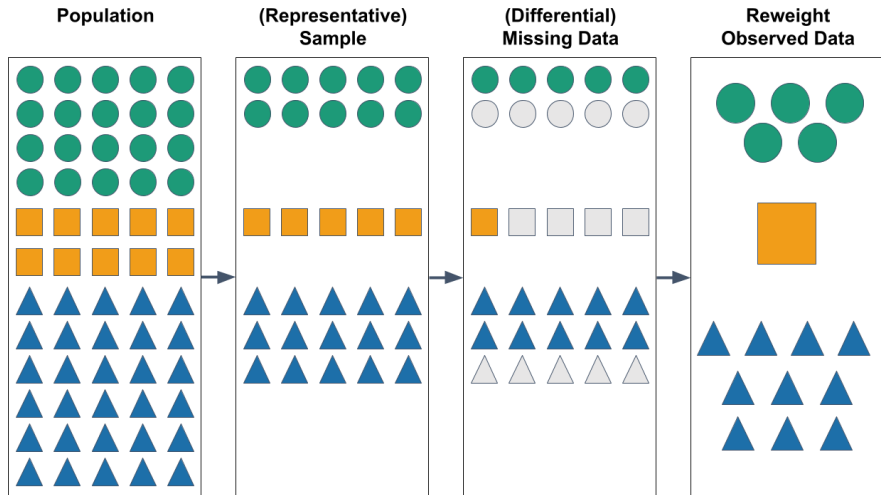 Population
(Representative)
Sample
(Differential)
Missing Data
Reweight
Observed Data